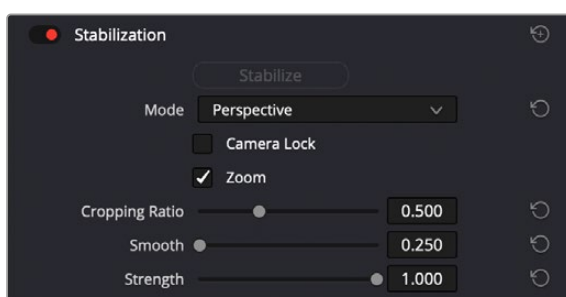 Stabilization
Stabilize
Mode Perspective
Camera Lock
Zoom
Cropping Ratio 0.500
Smooth 0.250
Strength 1.000